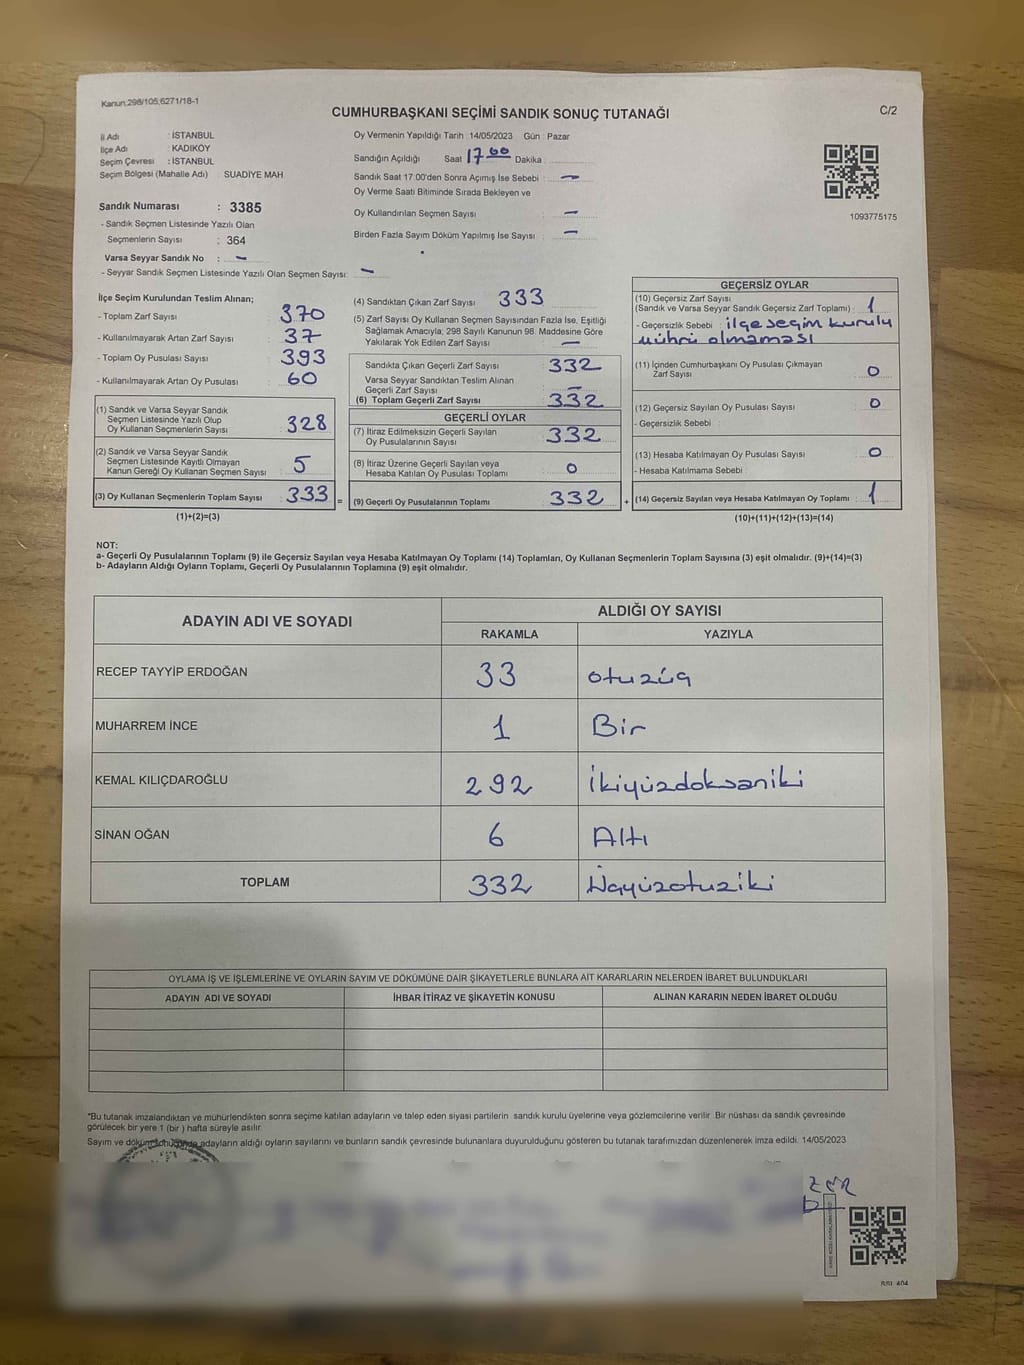 Kanun:298/105,6271/18-1
CUMHURBAŞKANI SEÇİMİ SANDIK SONUÇ TUTANAĞI
C/2
İl Adı : İSTANBUL
İlçe Adı : KADIKÖY
Seçim Çevresi : İSTANBUL
Seçim Bölgesi (Mahalle Adı) : SUADİYE MAH
Sandık Numarası : 3385
- Sandık Seçmen Listesinde Yazılı Olan
Seçmenlerin Sayısı : 364
Varsa Seyyar Sandık No : -
- Seyyar Sandık Seçmen Listesinde Yazılı Olan Seçmen Sayısı: -
Oy Vermenin Yapıldığı Tarih :14/05/2023 Gün : Pazar
Sandığın Açıldığı Saat 17 00 Dakika
Sandık Saat 17:00'den Sonra Açımış İse Sebebi : -
Oy Verme Saati Bitiminde Sırada Bekleyen ve
Oy Kullandırılan Seçmen Sayısı -
Birden Fazla Sayım Döküm Yapılmış İse Sayısı : -
1093775175
İlçe Seçim Kurulundan Teslim Alınan;
- Toplam Zarf Sayısı : 370
- Kullanılmayarak Artan Zarf Sayısı : 37
- Toplam Oy Pusulası Sayısı : 393
- Kullanılmayarak Artan Oy Pusulası : 60
(1) Sandık ve Varsa Seyyar Sandık
Seçmen Listesinde Yazılı Olup
Oy Kullanan Seçmenlerin Sayısı : 328
(2) Sandık ve Varsa Seyyar Sandık
Seçmen Listesinde Kayıtlı Olmayan
Kanun Gereği Oy Kullanan Seçmen Sayısı : 5
(3) Oy Kullanan Seçmenlerin Toplam Sayısı : 333 =
(1)+(2)=(3)
(4) Sandıktan Çıkan Zarf Sayısı : 333
(5) Zarf Sayısı Oy Kullanan Seçmen Sayısından Fazla İse, Eşitliği
Sağlamak Amacıyla; 298 Sayılı Kanunun 98. Maddesine Göre
Yakılarak Yok Edilen Zarf Sayısı : -
Sandıkta Çıkan Geçerli Zarf Sayısı : 332
Varsa Seyyar Sandıktan Teslim Alınan
Geçerli Zarf Sayısı : -
(6) Toplam Geçerli Zarf Sayısı : 332
GEÇERLİ OYLAR
(7) İtiraz Edilmeksizin Geçerli Sayılan
Oy Pusulalarının Sayısı : 332
(8) İtiraz Üzerine Geçerli Sayılan veya
Hesaba Katılan Oy Pusulası Toplamı : 0
(9) Geçerli Oy Pusulalarının Toplamı : 332 +
GEÇERSİZ OYLAR
(10) Geçersiz Zarf Sayısı
(Sandık ve Varsa Seyyar Sandık Geçersiz Zarf Toplamı) : 1
- Geçersizlik Sebebi : ilçe seçim kurulu
mührü olmaması
(11) İçinden Cumhurbaşkanı Oy Pusulası Çıkmayan
Zarf Sayısı : 0
(12) Geçersiz Sayılan Oy Pusulası Sayısı : 0
- Geçersizlik Sebebi :
(13) Hesaba Katılmayan Oy Pusulası Sayısı : 0
- Hesaba Katılmama Sebebi :
(14) Geçersiz Sayılan veya Hesaba Katılmayan Oy Toplamı : 1
(10)+(11)+(12)+(13)=(14)
NOT:
a- Geçerli Oy Pusulalarının Toplamı (9) ile Geçersiz Sayılan veya Hesaba Katılmayan Oy Toplamı (14) Toplamları, Oy Kullanan Seçmenlerin Toplam Sayısına (3) eşit olmalıdır. (9)+(14)=(3)
b- Adayların Aldığı Oyların Toplamı, Geçerli Oy Pusulalarının Toplamına (9) eşit olmalıdır.
ADAYIN ADI VE SOYADI ALDIĞI OY SAYISI
RAKAMLA YAZIYLA
RECEP TAYYİP ERDOĞAN 33 otuzüç
MUHARREM İNCE 1 Bir
KEMAL KILIÇDAROĞLU 292 İkiyüzdoksaniki
SİNAN OĞAN 6 Altı
TOPLAM 332 Üçyüzotuziki
OYLAMA İŞ VE İŞLEMLERİNE VE OYLARIN SAYIM VE DÖKÜMÜNE DAİR ŞİKAYETLERLE BUNLARA AİT KARARLARIN NELERDEN İBARET BULUNDUKLARI
ADAYIN ADI VE SOYADI İHBAR İTİRAZ VE ŞİKAYETİN KONUSU ALINAN KARARIN NEDEN İBARET OLDUĞU
*Bu tutanak imzalandıktan ve mühürlendikten sonra seçime katılan adayların ve talep eden siyasi partilerin sandık kurulu üyelerine veya gözlemcilerine verilir. Bir nüshası da sandık çevresinde
görülecek bir yere 1 (bir ) hafta süreyle asılır.
Sayım ve döküm sonucunda adayların aldığı oyların sayılarını ve bunların sandık çevresinde bulunanlara duyurulduğunu gösteren bu tutanak tarafımızdan düzenlenerek imza edildi. 14/05/2023